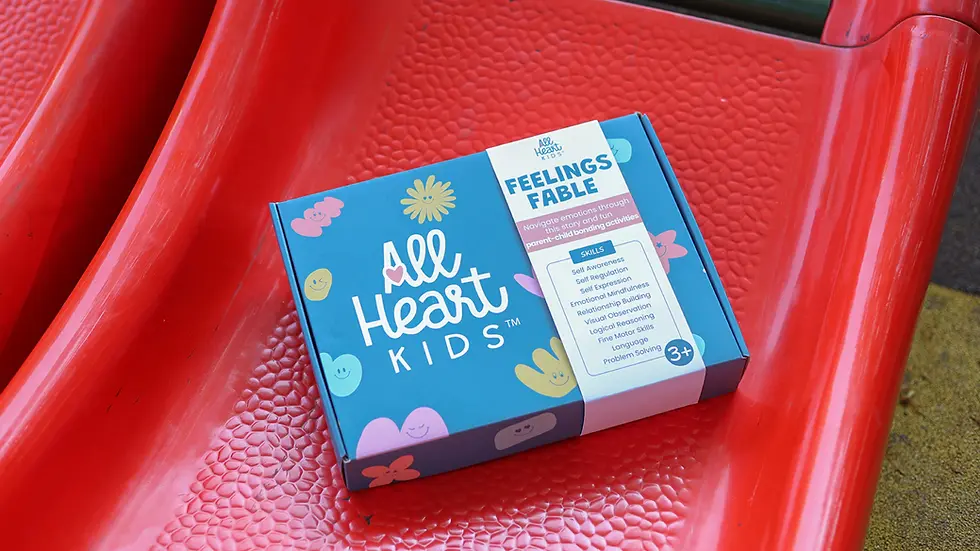 All
Heart
KIDS™
All
Heart
KIDS™
FEELINGS
FABLE
Navigate emotions through
this story and fun
parent-child bonding activities
SKILLS
Self Awareness
Self Regulation
Self Expression
Emotional Mindfulness
Relationship Building
Visual Observation
Logical Reasoning
Fine Motor Skills
Language
Problem Solving
3+